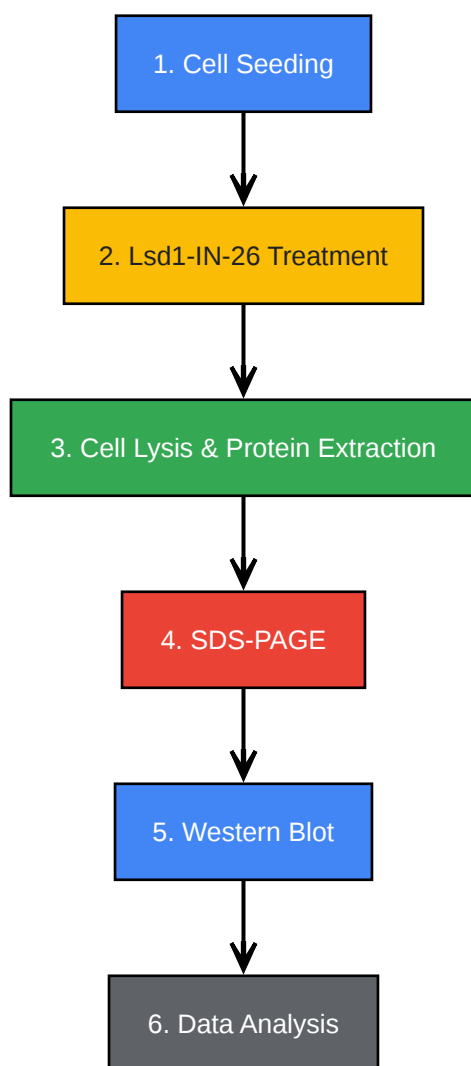 1. Cell Seeding
2. Lsd1-IN-26 Treatment
3. Cell Lysis & Protein Extraction
4. SDS-PAGE
5. Western Blot
6. Data Analysis